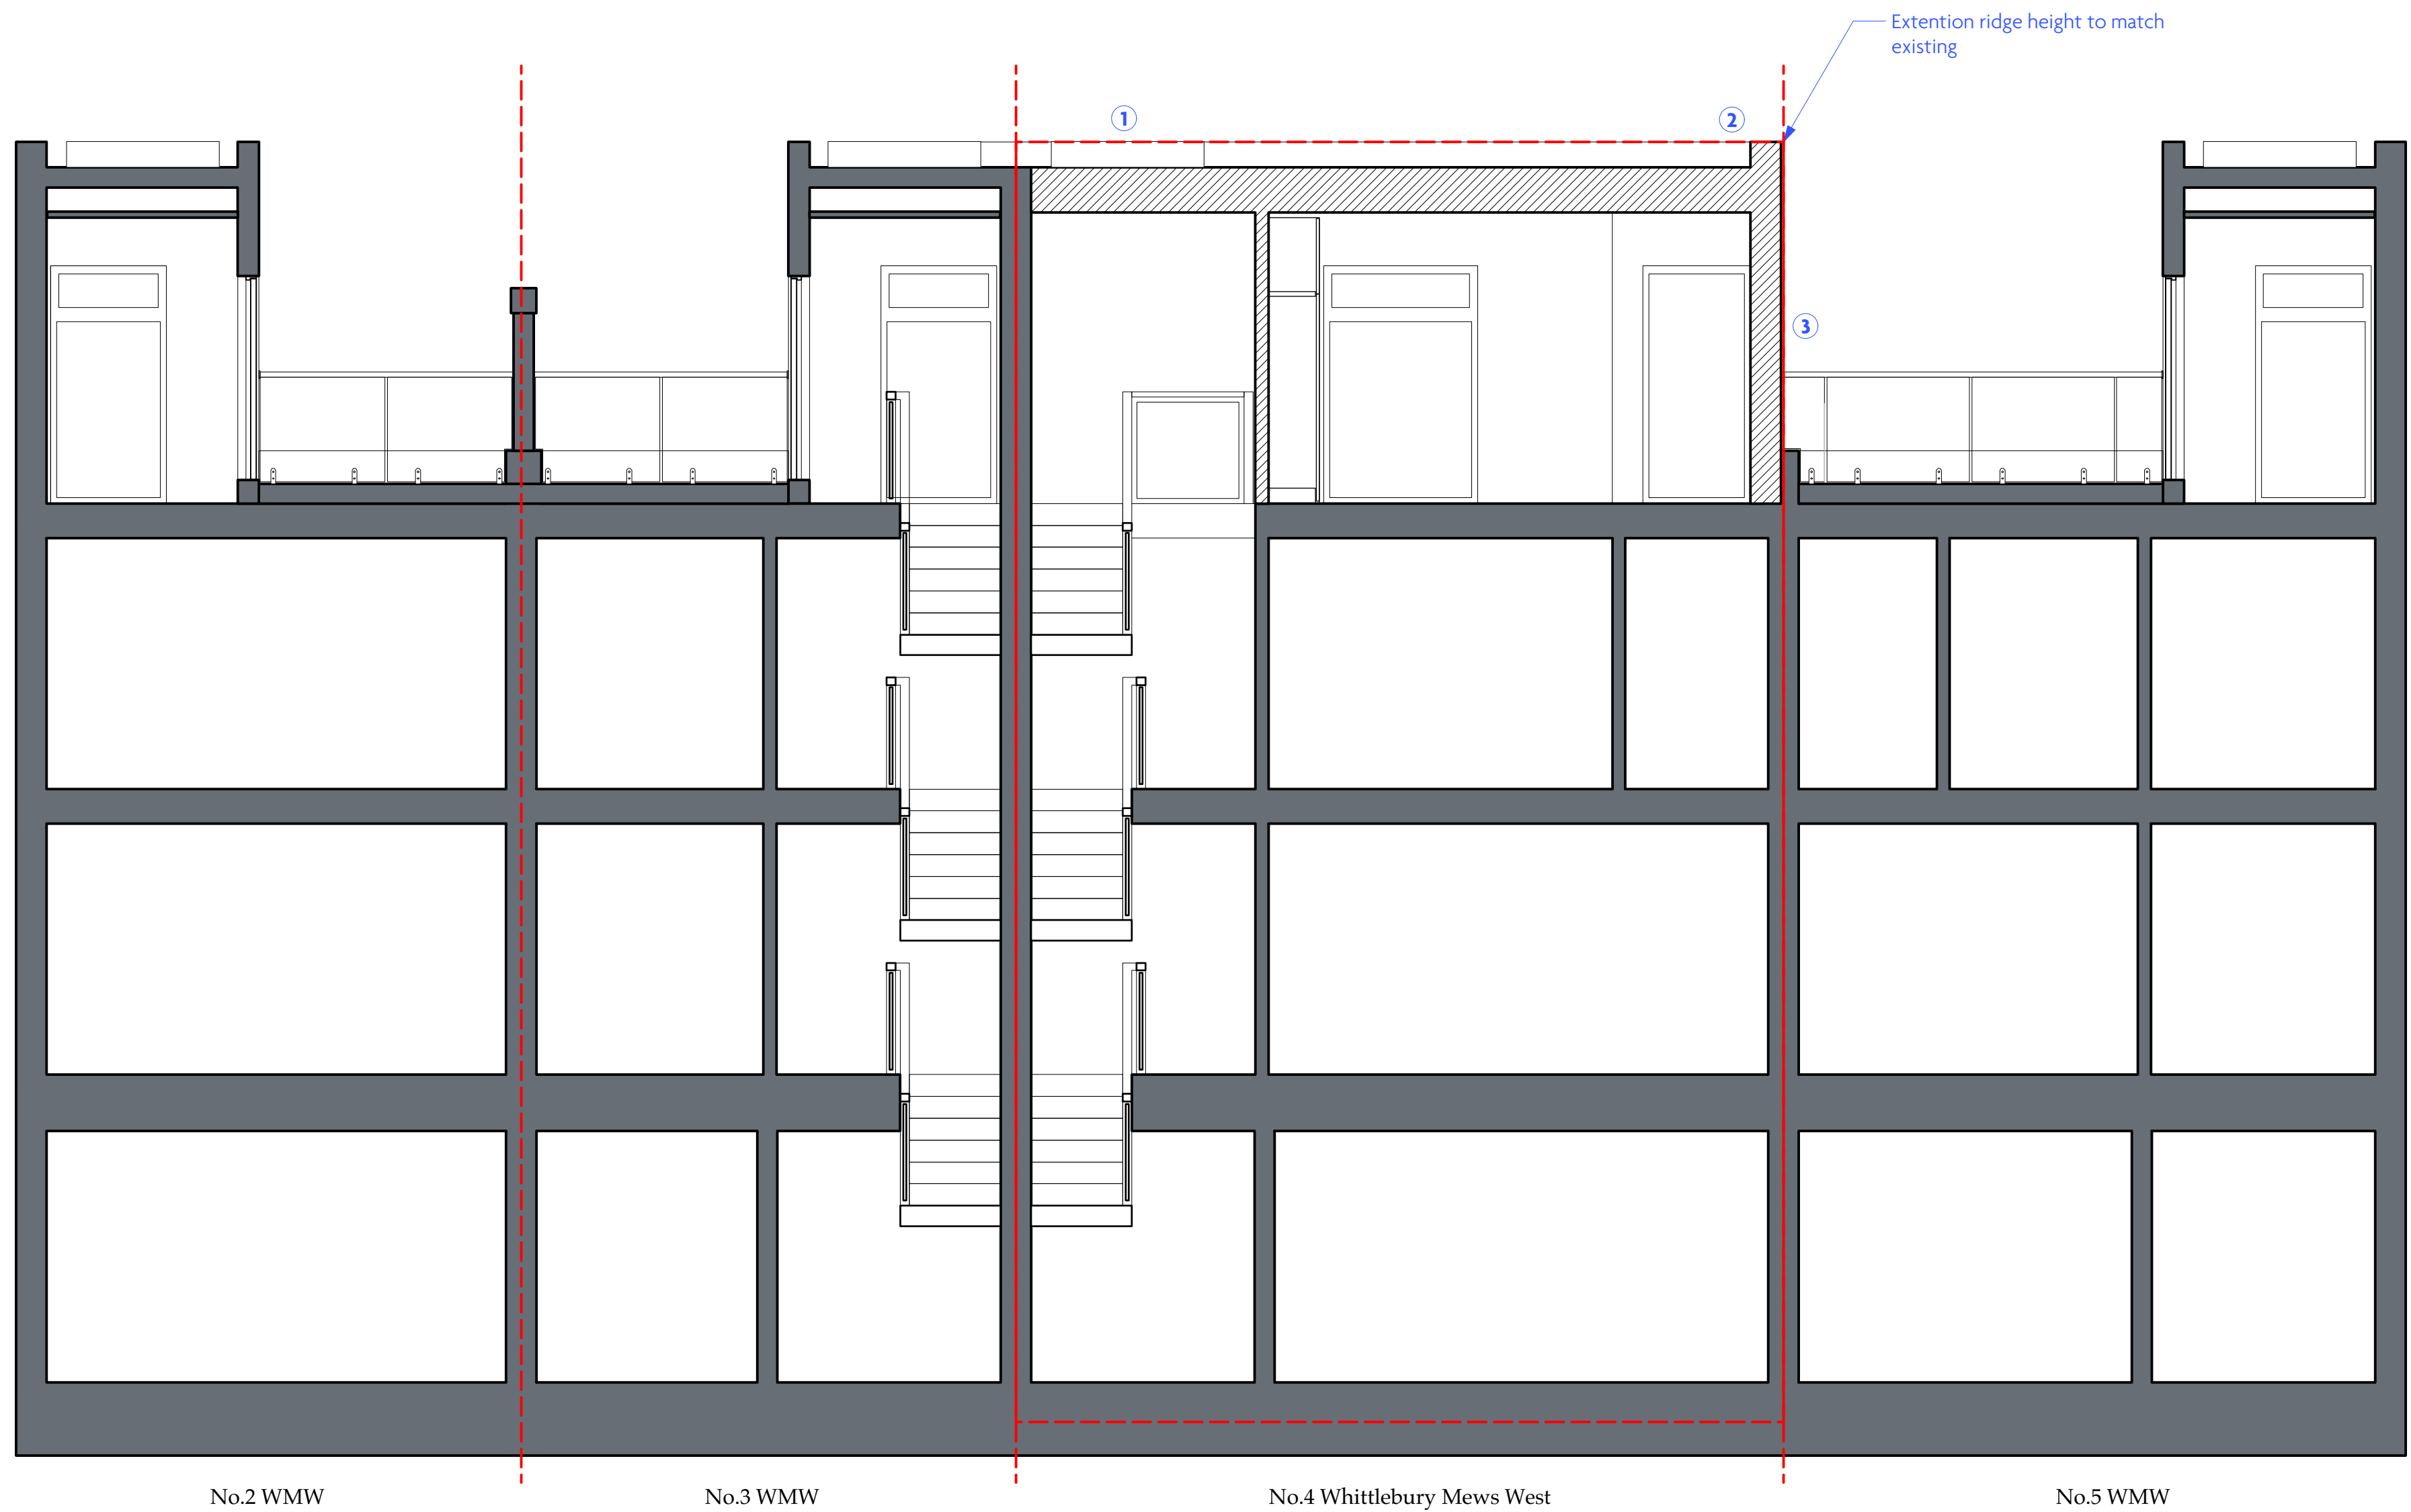 Extention ridge height to match
existing
1
2
3
No.2 WMW
No.3 WMW
No.4 Whittlebury Mews West
No.5 WMW